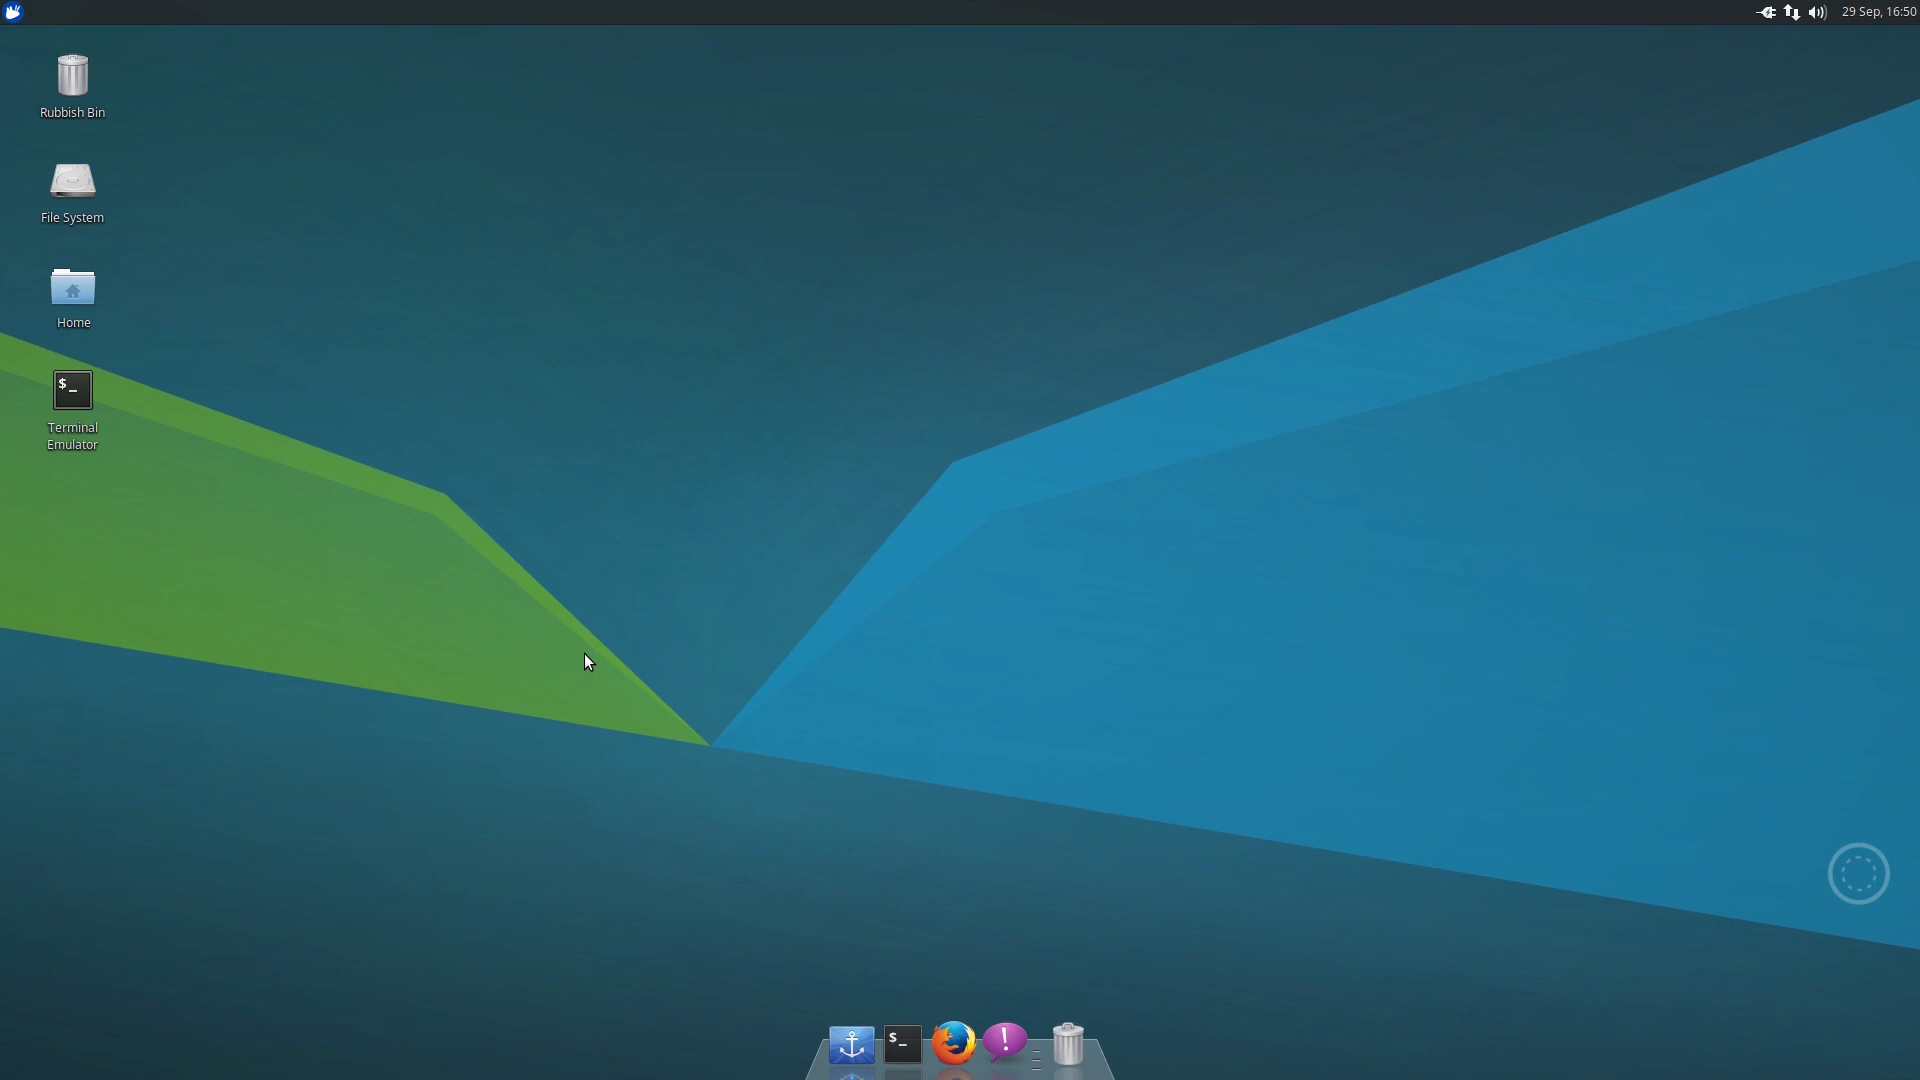 29 Sep, 16:50
Rubbish Bin
File System
Home
$_
Terminal
Emulator
$_
!